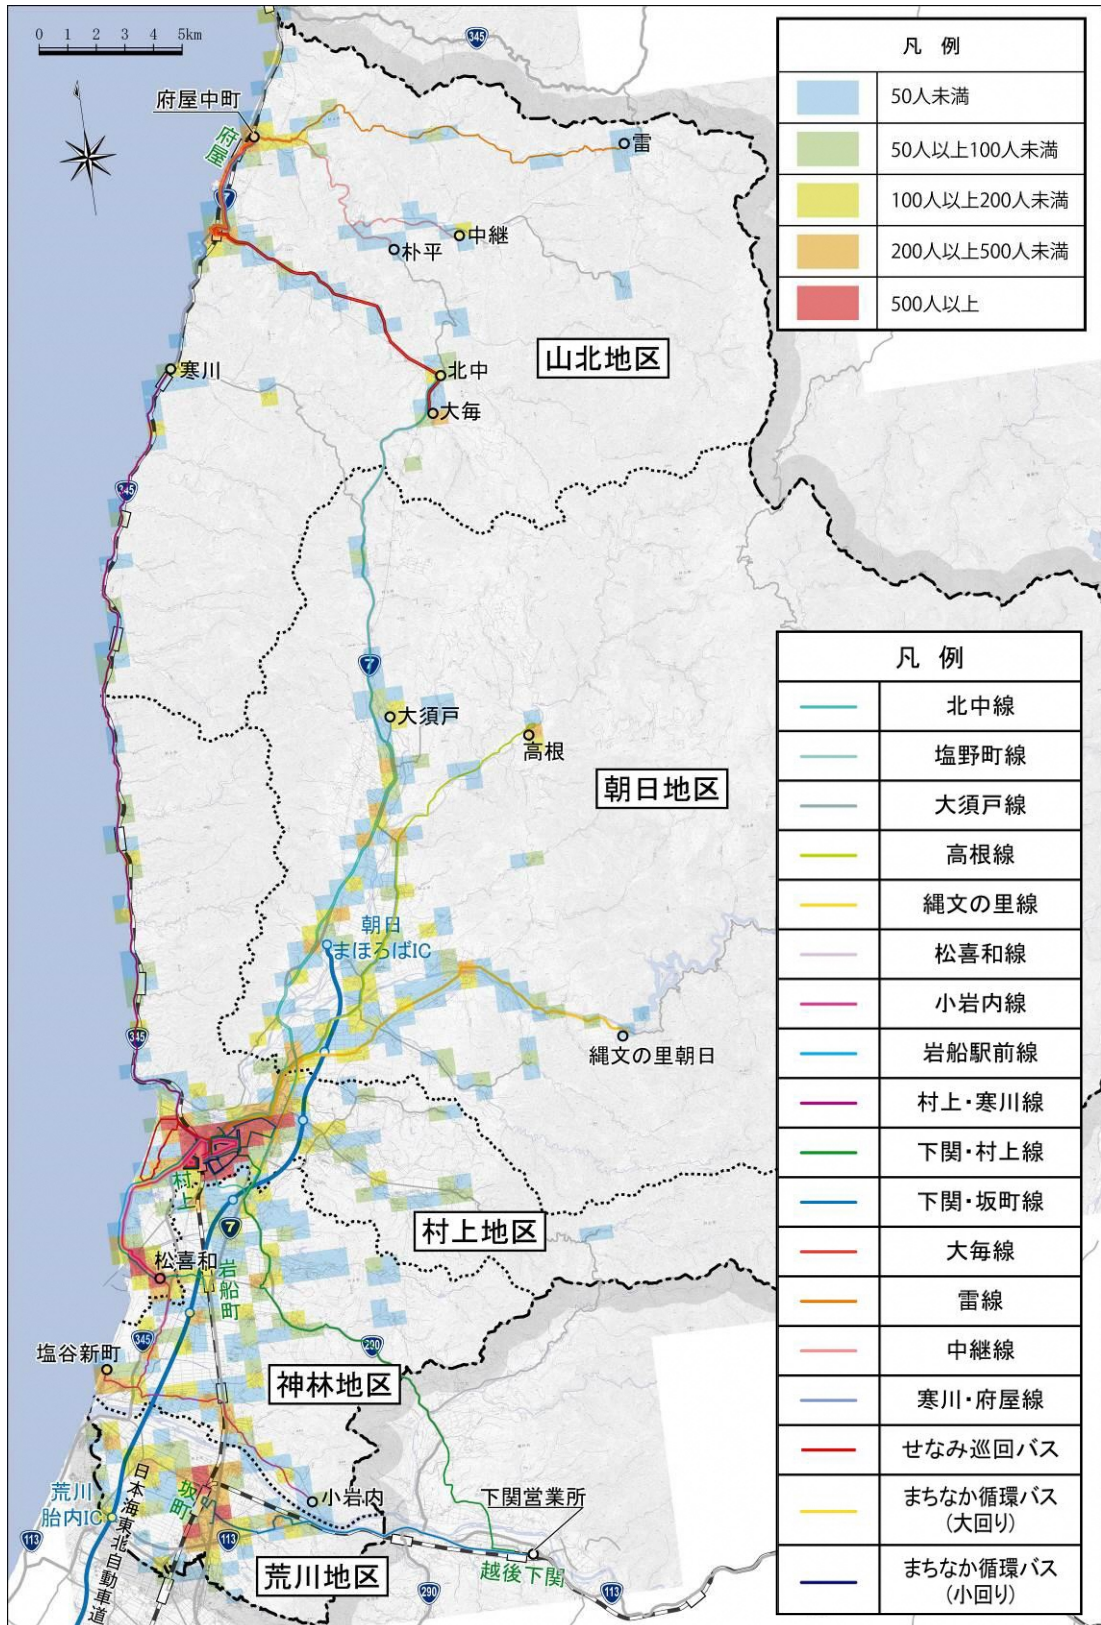 0 1 2 3 4 5km
345
凡 例
50人未満
50人以上100人未満
100人以上200人未満
200人以上500人未満
500人以上
府屋中町
府屋
7
雷
中継
朴平
山北地区
寒川
北中
大毎
345
7
大須戸
高根
朝日地区
朝日
まほろばIC
縄文の里朝日
345
村上
村上地区
7
松喜和
岩船町
345
塩谷新町
290
神林地区
荒川
胎内IC
日本海東北自動車道
坂町
小岩内
下関営業所
113
113
荒川地区
越後下関
290
113
凡 例
北中線
塩野町線
大須戸線
高根線
縄文の里線
松喜和線
小岩内線
岩船駅前線
村上・寒川線
下関・村上線
下関・坂町線
大毎線
雷線
中継線
寒川・府屋線
せなみ巡回バス
まちなか循環バス
(大回り)
まちなか循環バス
(小回り)